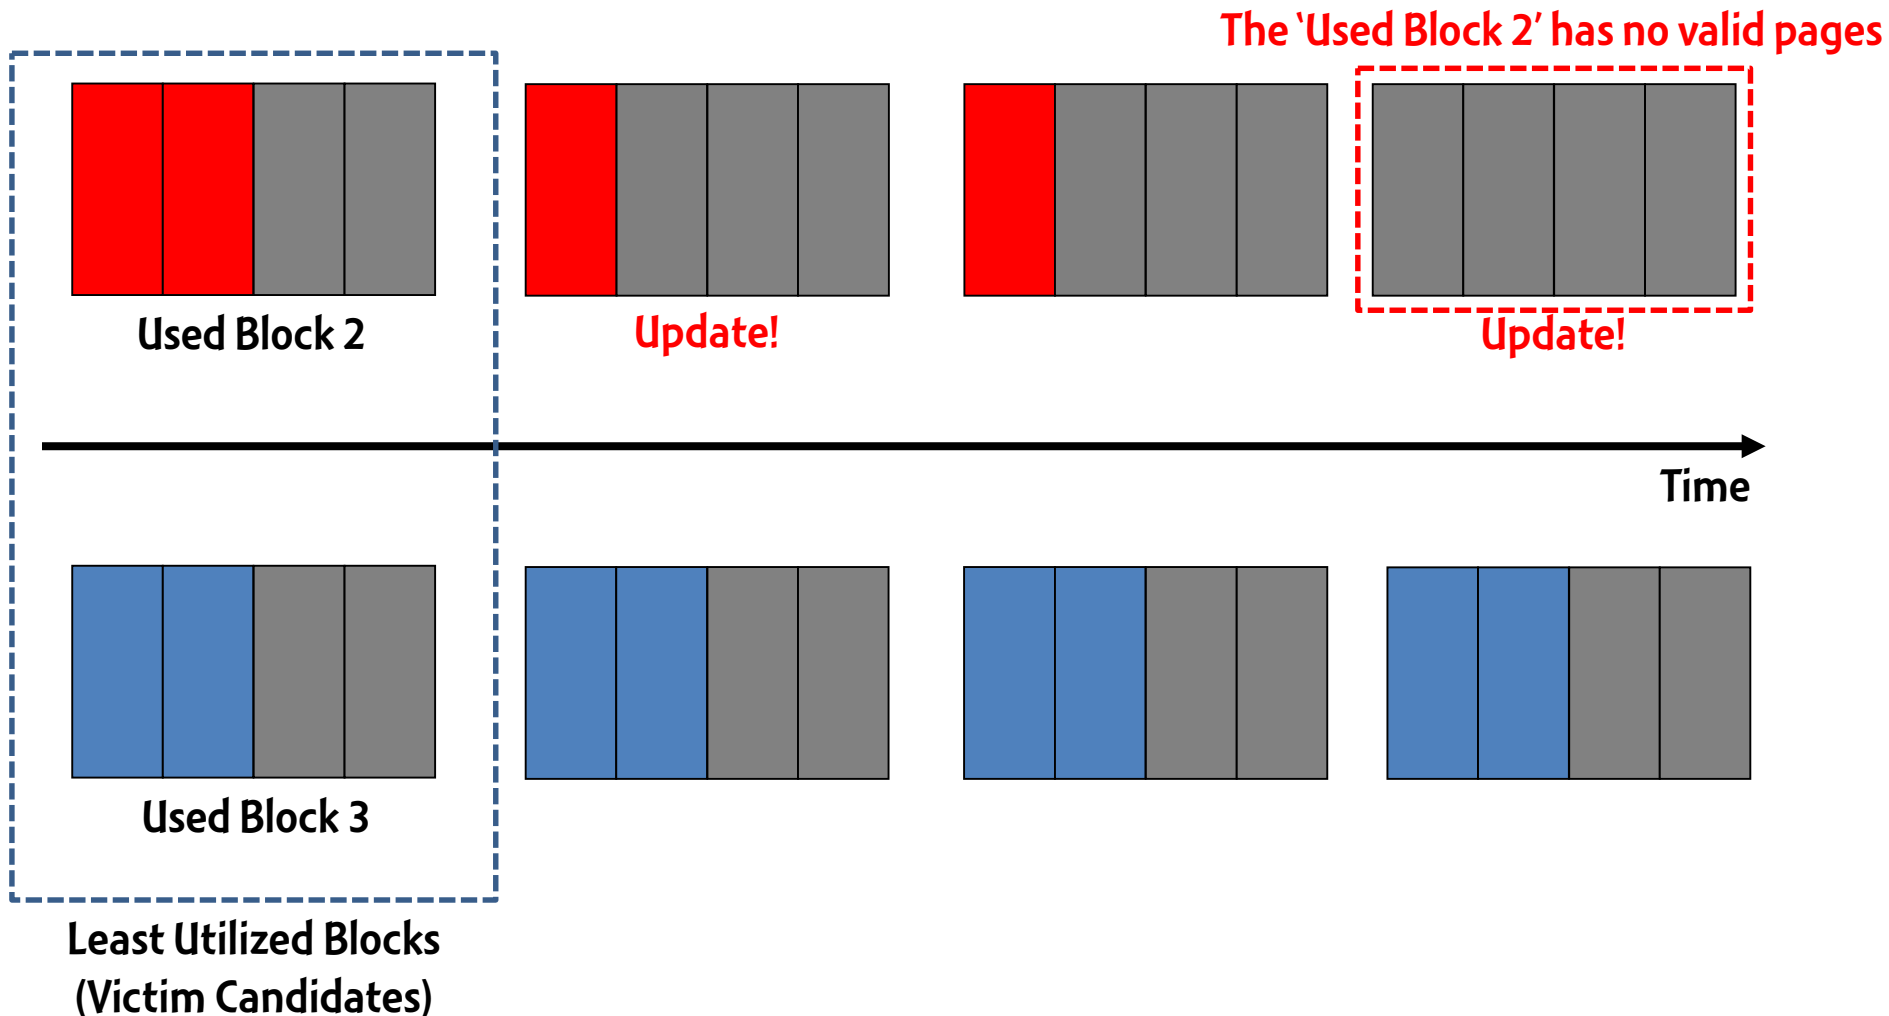 The ‘Used Block 2’ has no valid pages
Used Block 2
Update!
Update!
Time
Used Block 3
Least Utilized Blocks
(Victim Candidates)